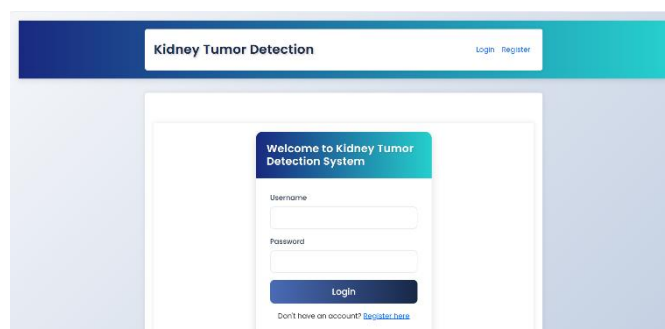 Kidney Tumor Detection
Login Register
Welcome to Kidney Tumor
Detection System
Username
Password
Login
Don't have an account? Register here